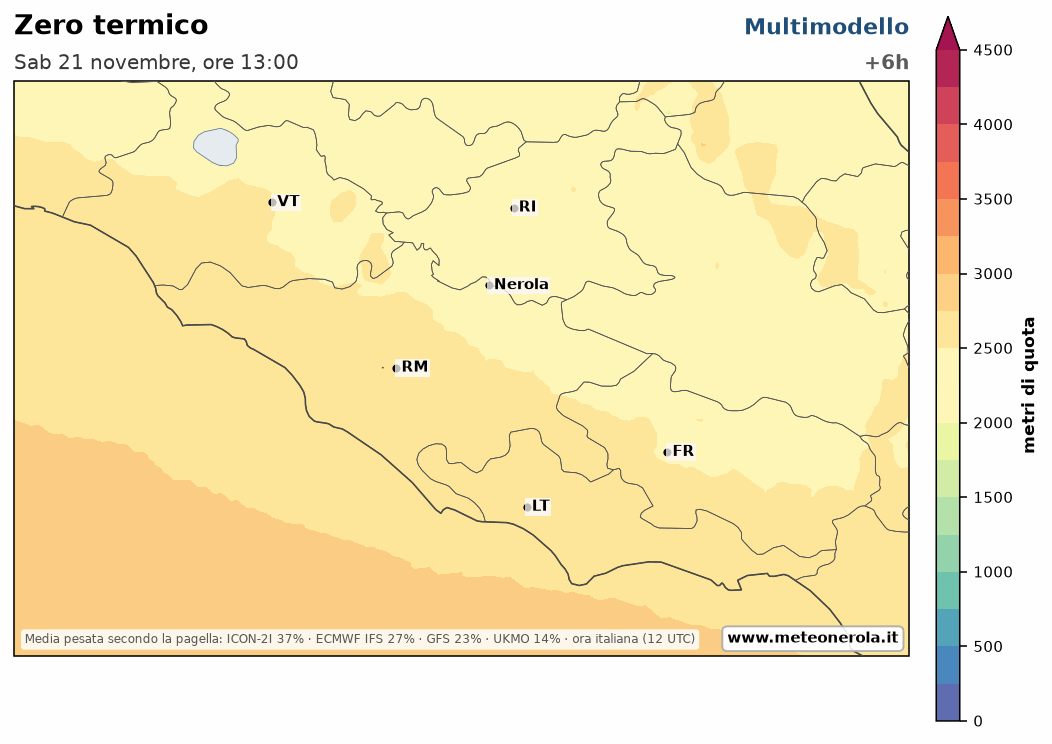 Zero termico
Multimodello
Sab 21 novembre, ore 13:00
+6h
VT
RI
Nerola
RM
FR
LT
Media pesata secondo la pagella: ICON-2I 37% · ECMWF IFS 27% · GFS 23% · UKMO 14% · ora italiana (12 UTC)
www.meteonerola.it
4500
4000
3500
3000
2500
2000
1500
1000
500
0
metri di quota